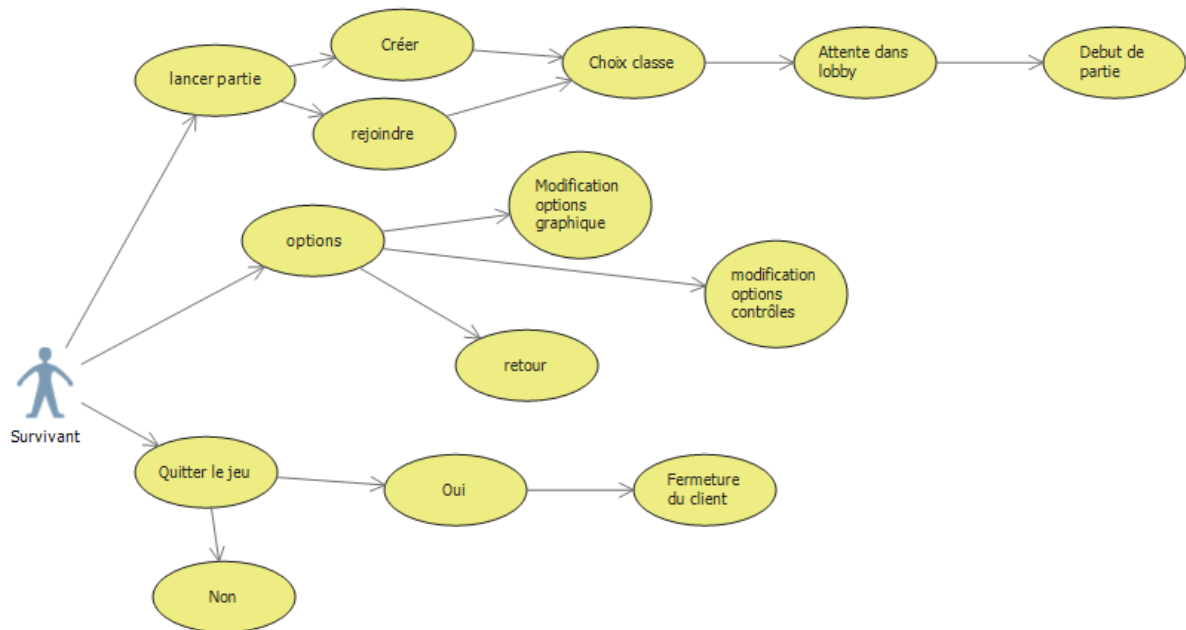 Créer
lancer partie
rejoindre
Choix classe
Attente dans
lobby
Debut de
partie
Modification
options
graphique
options
modification
options
contrôles
retour
Survivant
Quitter le jeu
Oui
Fermeture
du client
Non